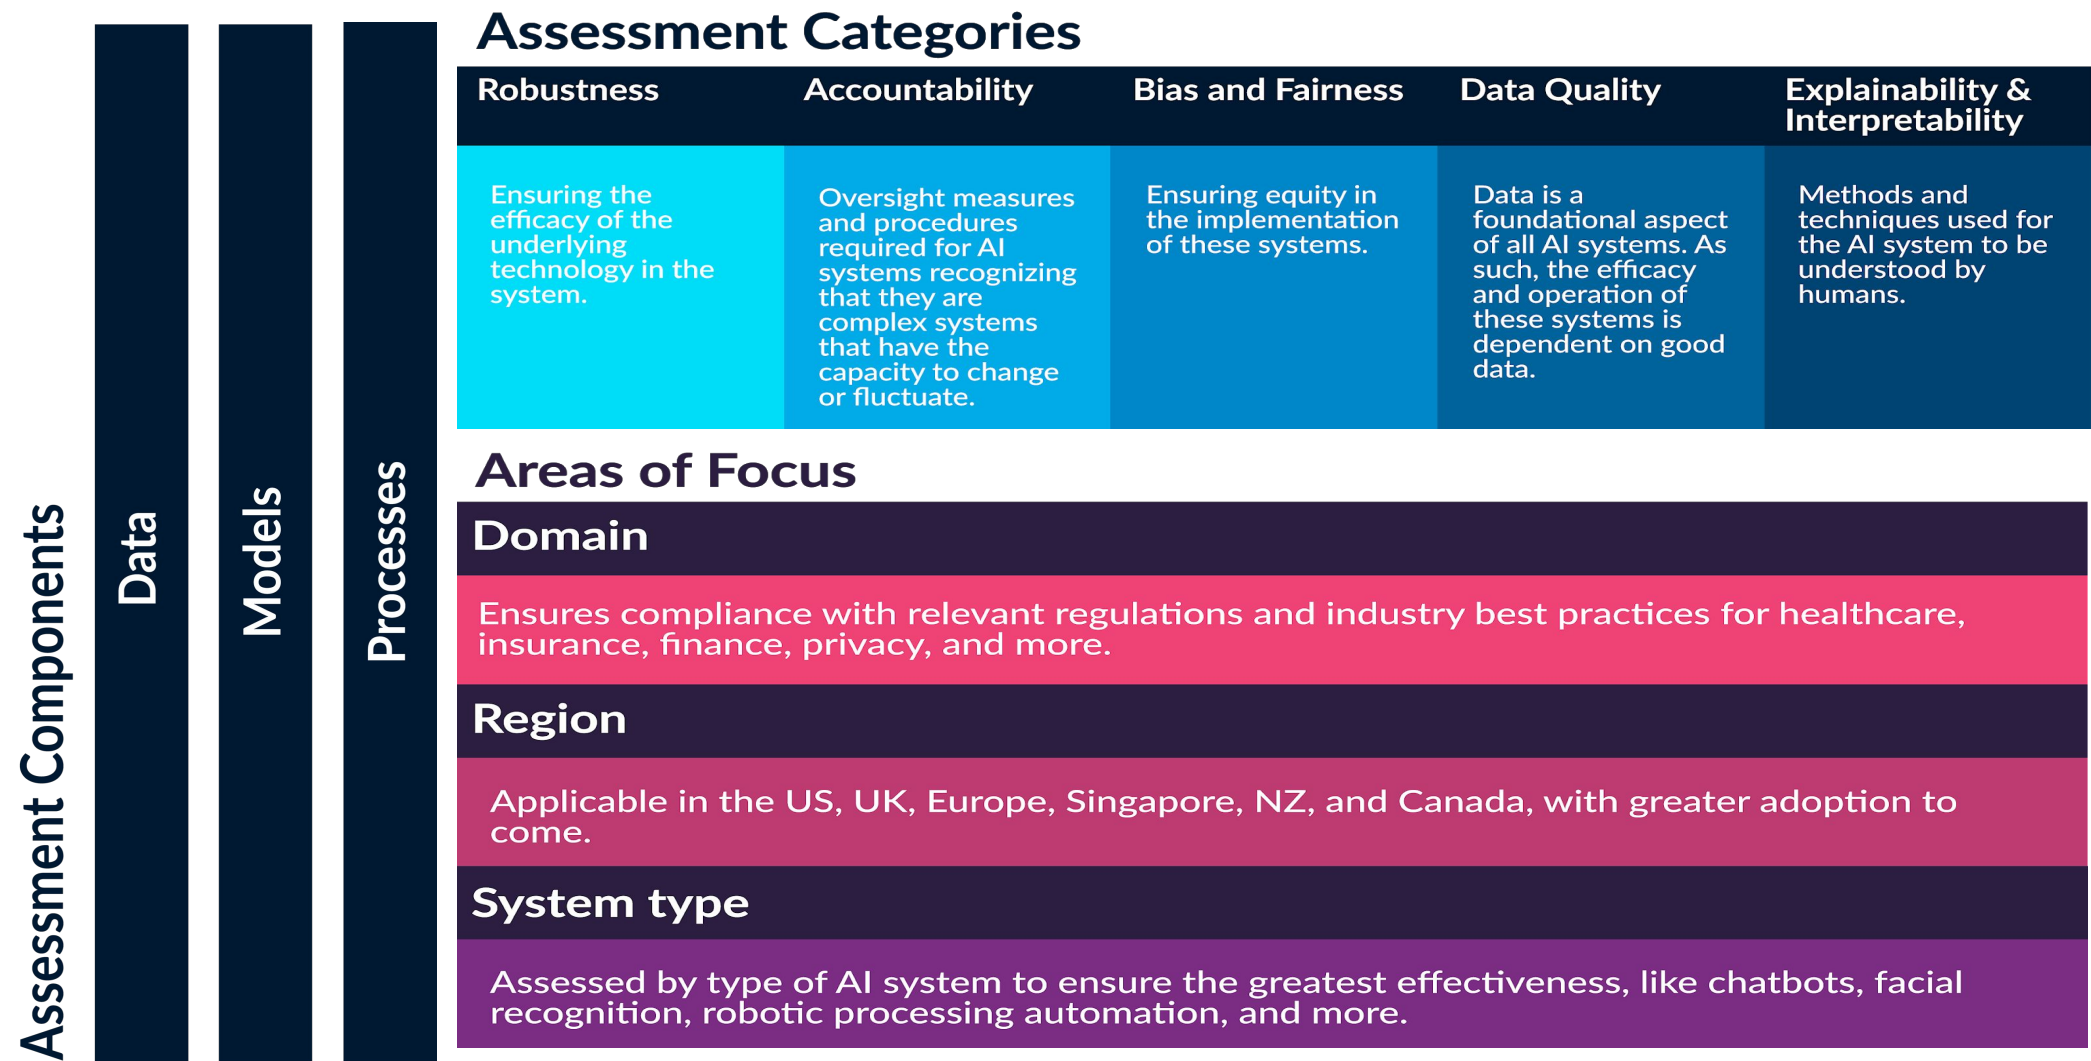 Assessment Components
Data
Models
Processes
Assessment Categories
Robustness
Ensuring the
efficacy of the
underlying
technology in the
system.
Accountability
Oversight measures
and procedures
required for AI
systems recognizing
that they are
complex systems
that have the
capacity to change
or fluctuate.
Bias and Fairness
Ensuring equity in
the implementation
of these systems.
Data Quality
Data is a
foundational aspect
of all AI systems. As
such, the efficacy
and operation of
these systems is
dependent on good
data.
Explainability &
Interpretability
Methods and
techniques used for
the AI system to be
understood by
humans.
Areas of Focus
Domain
Ensures compliance with relevant regulations and industry best practices for healthcare,
insurance, finance, privacy, and more.
Region
Applicable in the US, UK, Europe, Singapore, NZ, and Canada, with greater adoption to
come.
System type
Assessed by type of AI system to ensure the greatest effectiveness, like chatbots, facial
recognition, robotic processing automation, and more.